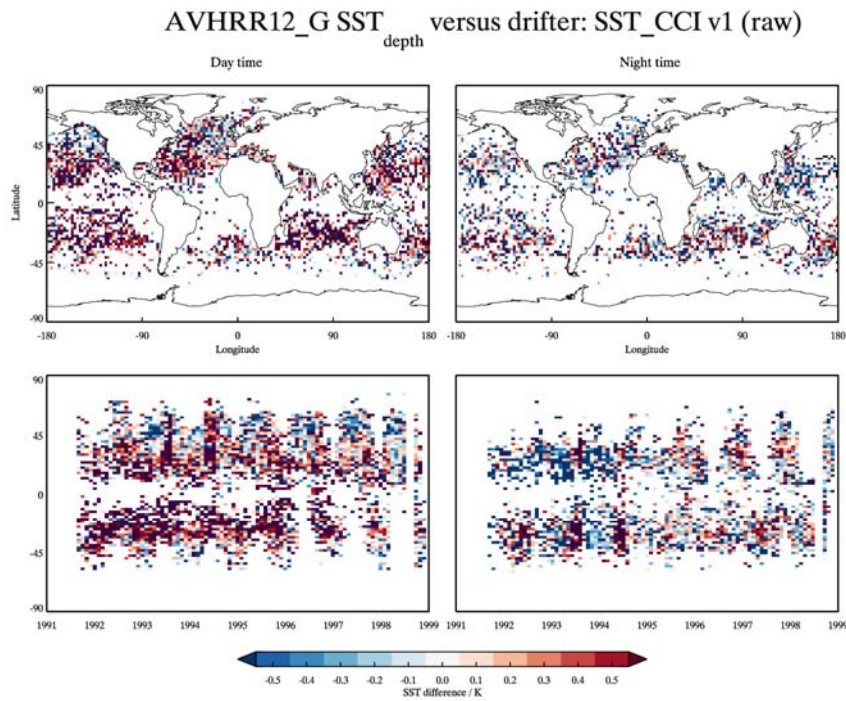 AVHRR12_G SST_depth versus drifter: SST_CCI v1 (raw)
Day time
Night time
90
45
0
-45
-90
Latitude
-180 -90 0 90 180
Longitude
-180 -90 0 90 180
Longitude
90
45
0
-45
-90
1991 1992 1993 1994 1995 1996 1997 1998 1999
1991 1992 1993 1994 1995 1996 1997 1998 1999
-0.5 -0.4 -0.3 -0.2 -0.1 0.0 0.1 0.2 0.3 0.4 0.5
SST difference / K